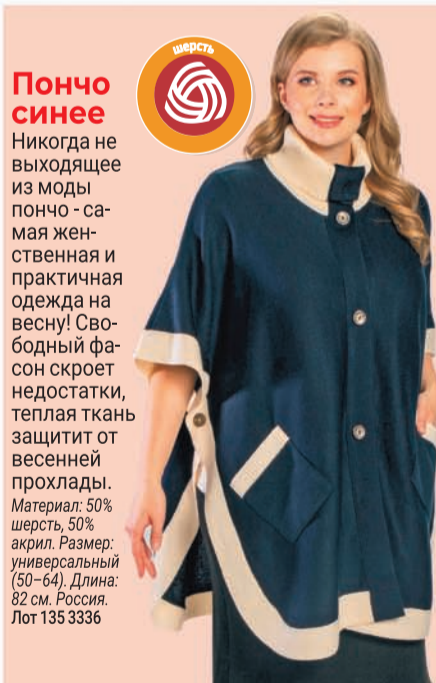 шерсть
Пончо
синее
Никогда не
выходящее
из моды
пончо - са-
мая жен-
ственная и
практичная
одежда на
весну! Сво-
бодный фа-
сон скроет
недостатки,
теплая ткань
защитит от
весенней
прохлады.
Материал: 50%
шерсть, 50%
акрил. Размер:
универсальный
(50–64). Длина:
82 см. Россия.
Лот 135 3336